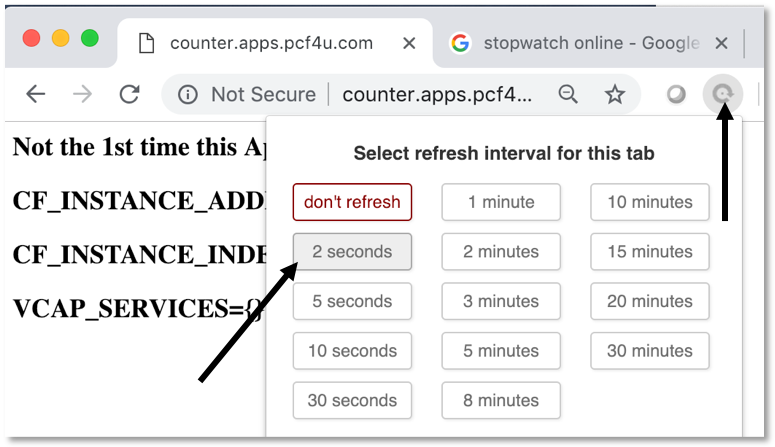 counter.apps.pcf4u.com
stopwatch online - Google
Not Secure
counter.apps.pcf4...
Not the 1st time this Ap
CF_INSTANCE_ADD
CF_INSTANCE_INDE
VCAP_SERVICES={}
Select refresh interval for this tab
don't refresh 1 minute 10 minutes
2 seconds 2 minutes 15 minutes
5 seconds 3 minutes 20 minutes
10 seconds 5 minutes 30 minutes
30 seconds 8 minutes